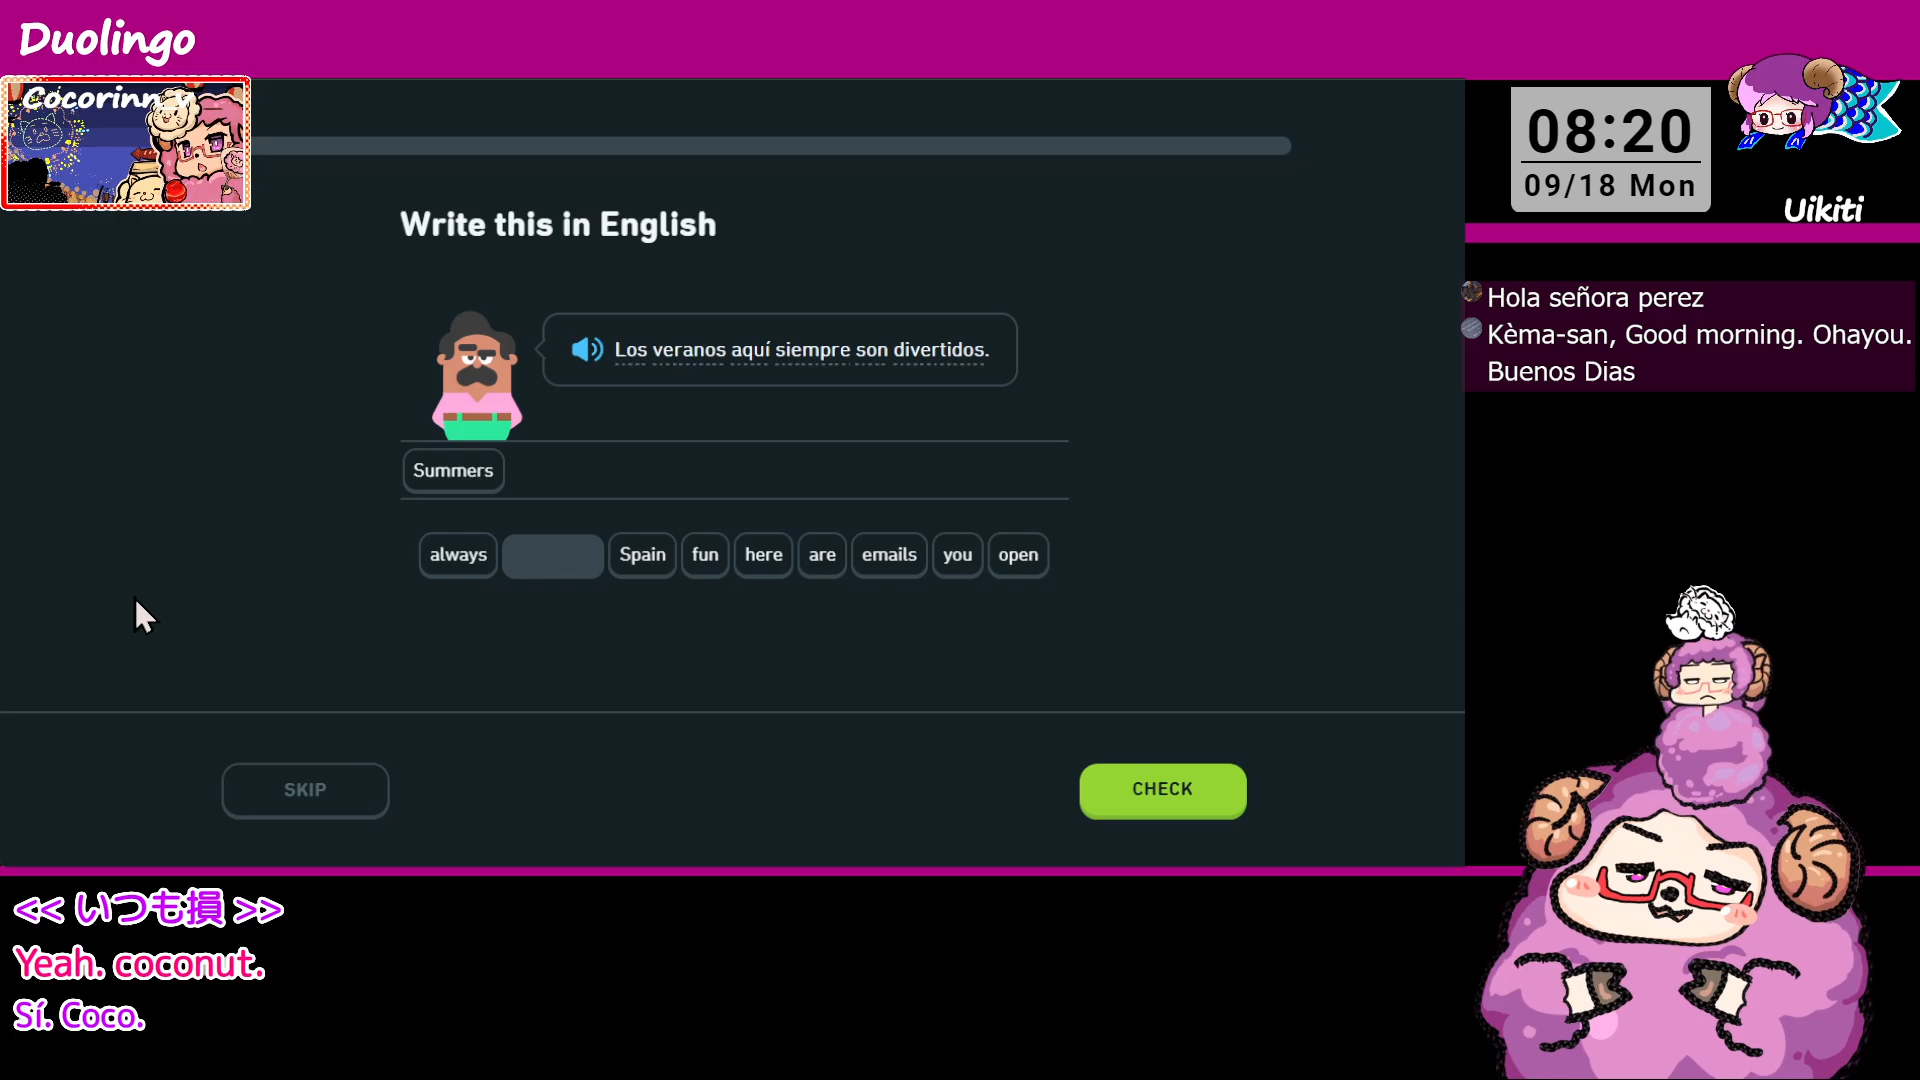 Duolingo
Cocorinn
08:20
09/18 Mon
Uikiti
Write this in English
Hola señora perez
Kèma-san, Good morning. Ohayou.
Buenos Dias
Los veranos aquí siempre son divertidos.
Summers
always Spain fun here are emails you open
SKIP
CHECK
<< いつも損 >>
Yeah. coconut.
Sí. Coco.